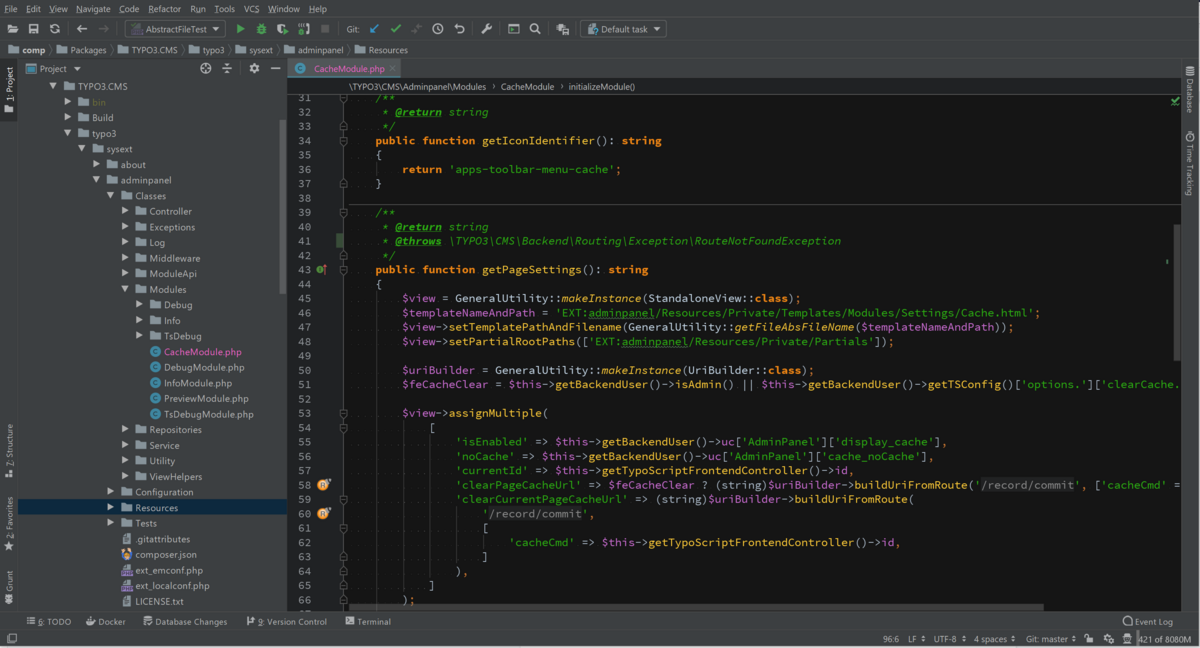 File Edit View Navigate Code Refactor Run Tools VCS Window Help
AbstractFileTest Git: Default task
comp Packages TYPO3.CMS typo3 sysext adminpanel Resources
Project
CacheModule.php
\TYPO3\CMS\Adminpanel\Modules › CacheModule › initializeModule()
1: Project
Z: Structure
2: Favorites
Grunt
TYPO3.CMS
bin
Build
typo3
sysext
about
adminpanel
Classes
Controller
Exceptions
Log
Middleware
ModuleApi
Modules
Debug
Info
TsDebug
CacheModule.php
DebugModule.php
InfoModule.php
PreviewModule.php
TsDebugModule.php
Repositories
Service
Utility
ViewHelpers
Configuration
Resources
Tests
.gitattributes
composer.json
ext_emconf.php
ext_localconf.php
LICENSE.txt
31 /**
32 * @return string
33 */
34 public function getIconIdentifier(): string
35 {
36 return 'apps-toolbar-menu-cache';
37 }
38
39 /**
40 * @return string
41 * @throws \TYPO3\CMS\Backend\Routing\Exception\RouteNotFoundException
42 */
43 public function getPageSettings(): string
44 {
45 $view = GeneralUtility::makeInstance(StandaloneView::class);
46 $templateNameAndPath = 'EXT:adminpanel/Resources/Private/Templates/Modules/Settings/Cache.html';
47 $view->setTemplatePathAndFilename(GeneralUtility::getFileAbsFileName($templateNameAndPath));
48 $view->setPartialRootPaths(['EXT:adminpanel/Resources/Private/Partials']);
49
50 $uriBuilder = GeneralUtility::makeInstance(UriBuilder::class);
51 $feCacheClear = $this->getBackendUser()->isAdmin() || $this->getBackendUser()->getTSConfig()['options.']['clearCache.
52
53 $view->assignMultiple(
54 [
55 'isEnabled' => $this->getBackendUser()->uc['AdminPanel']['display_cache'],
56 'noCache' => $this->getBackendUser()->uc['AdminPanel']['cache_noCache'],
57 'currentId' => $this->getTypoScriptFrontendController()->id,
58 'clearPageCacheUrl' => $feCacheClear ? (string)$uriBuilder->buildUriFromRoute('/record/commit', ['cacheCmd' =
59 'clearCurrentPageCacheUrl' => (string)$uriBuilder->buildUriFromRoute(
60 '/record/commit',
61 [
62 'cacheCmd' => $this->getTypoScriptFrontendController()->id,
63 ]
64 ),
65 ]
66 );
Database
Time Tracking
6: TODO Docker Database Changes 9: Version Control Terminal Event Log
96:6 LF UTF-8 4 spaces Git: master 421 of 8080M